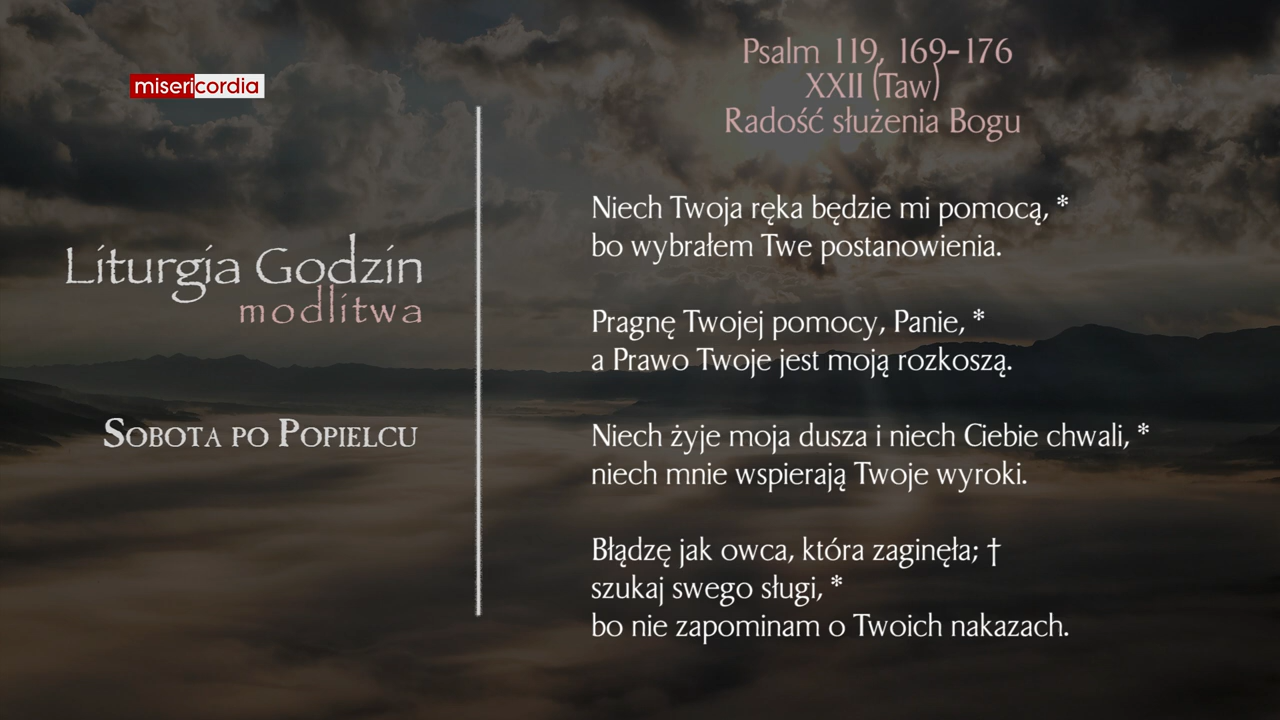 misericordia
Liturgia Godzin
modlitwa
Sobota po Popielcu
Psalm 119, 169-176
XXII (Taw)
Radość służenia Bogu
Niech Twoja ręka będzie mi pomocą, *
bo wybrałem Twe postanowienia.
Pragnę Twojej pomocy, Panie, *
a Prawo Twoje jest moją rozkoszą.
Niech żyje moja dusza i niech Ciebie chwali, *
niech mnie wspierają Twoje wyroki.
Błądzę jak owca, która zaginęła; †
szukaj swego sługi, *
bo nie zapominam o Twoich nakazach.